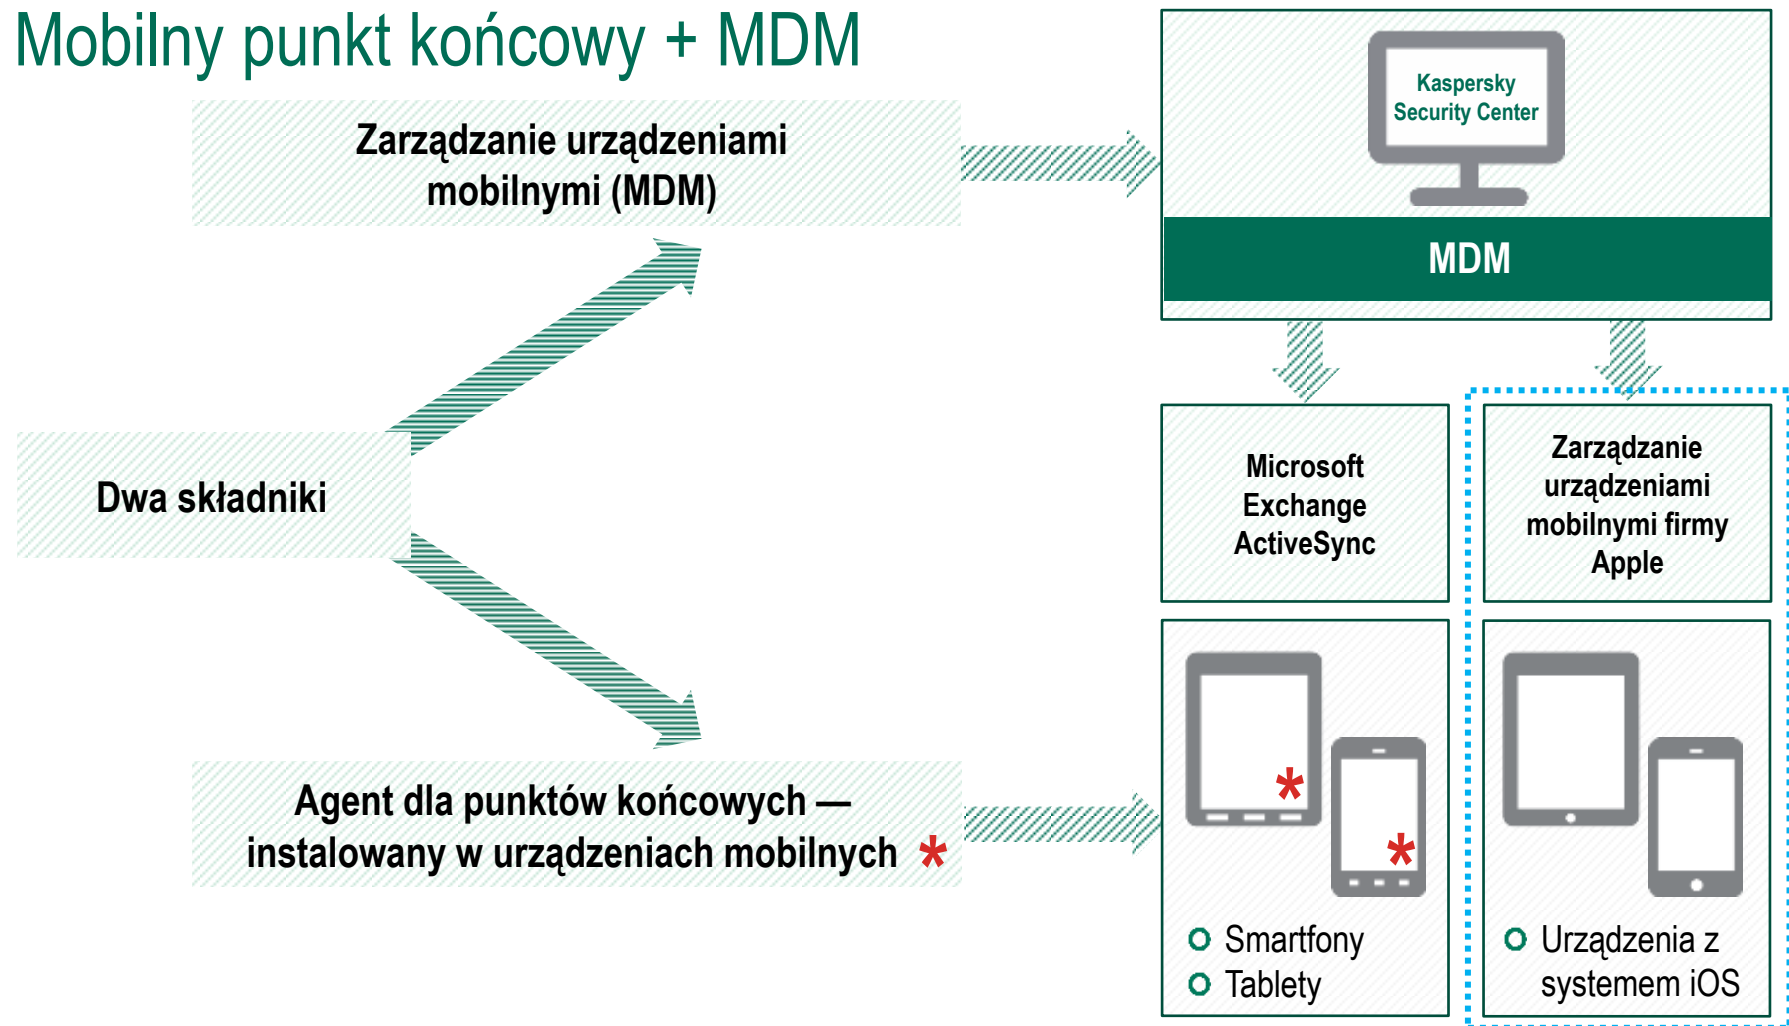 Mobilny punkt końcowy + MDM
Zarządzanie urządzeniami
mobilnymi (MDM)
Kaspersky
Security Center
MDM
Dwa składniki
Microsoft
Exchange
ActiveSync
Zarządzanie
urządzeniami
mobilnymi firmy
Apple
Agent dla punktów końcowych —
instalowany w urządzeniach mobilnych *
*
*
Smartfony
Tablety
Urządzenia z
systemem iOS